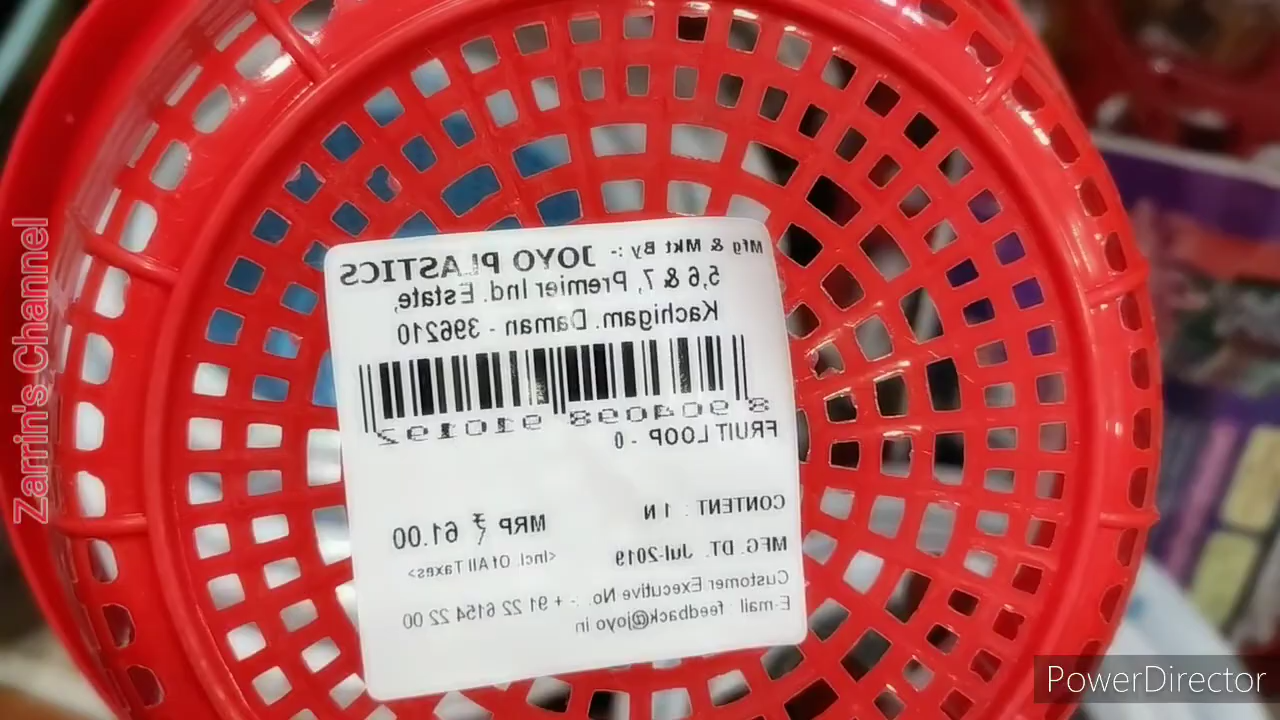 Mfg & Mkt By :- JOYO PLASTICS
5,6 & 7, Premier Ind. Estate,
Kachigam. Daman - 396210
8 904098 910192
FRUIT LOOP - 0
CONTENT : 1 N
MRP ₹ 61.00
<Incl. Of All Taxes>
MFG. DT. Jul-2019
Customer Executive No. :- + 91 22 6154 22 00
E-mail : feedback@joyo.in
Zarrin's Channel
PowerDirector